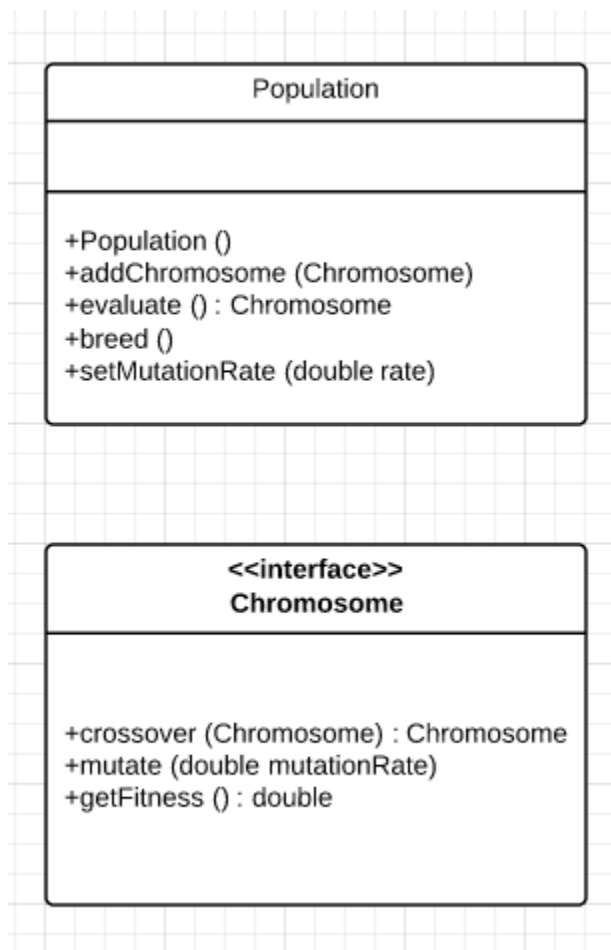 Population
+Population ()
+addChromosome (Chromosome)
+evaluate () : Chromosome
+breed ()
+setMutationRate (double rate)
<<interface>>
Chromosome
+crossover (Chromosome) : Chromosome
+mutate (double mutationRate)
+getFitness () : double